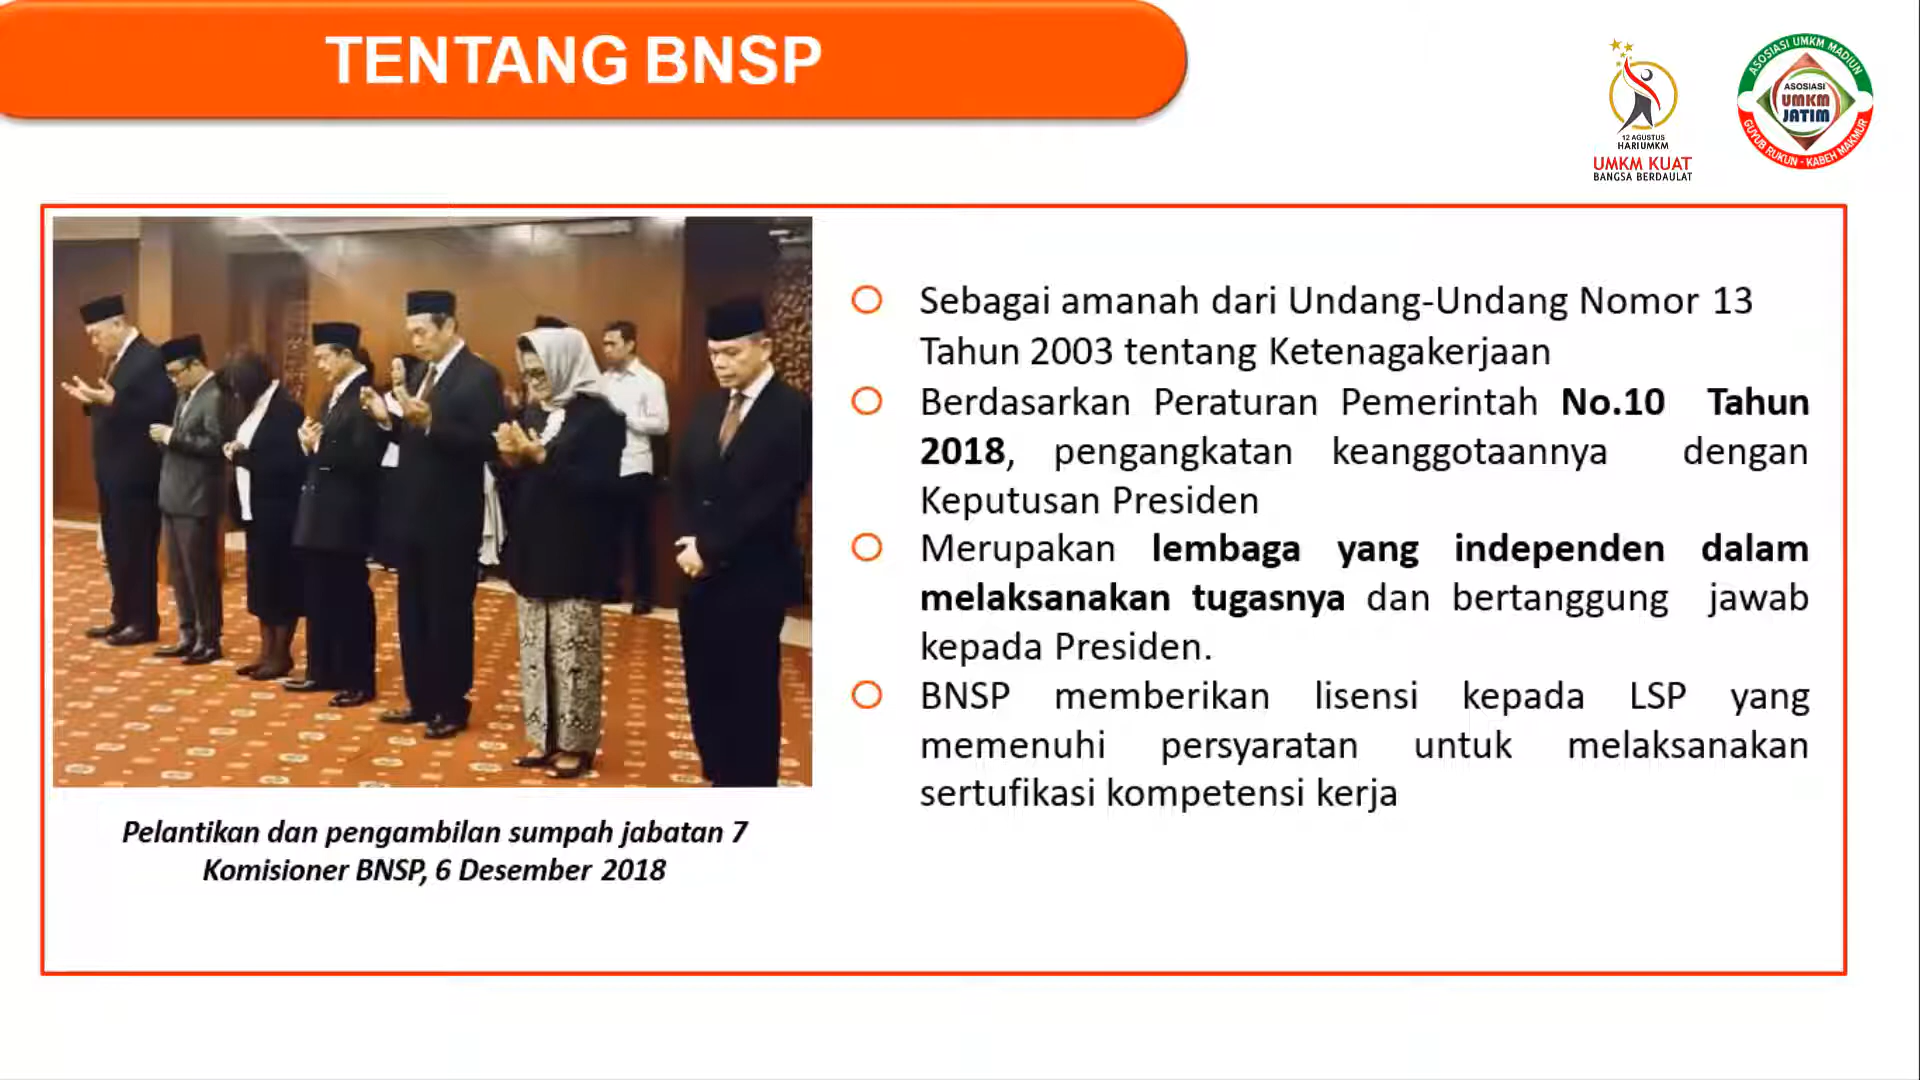 TENTANG BNSP
12 AGUSTUS
HARI UMKM
UMKM KUAT
BANGSA BERDAULAT
ASOSIASI UMKM MADIUN
ASOSIASI
UMKM
JATIM
GUYUB RUKUN - KABEH MAKMUR
Sebagai amanah dari Undang-Undang Nomor 13
Tahun 2003 tentang Ketenagakerjaan
Berdasarkan Peraturan Pemerintah No.10 Tahun
2018, pengangkatan keanggotaannya dengan
Keputusan Presiden
Merupakan lembaga yang independen dalam
melaksanakan tugasnya dan bertanggung jawab
kepada Presiden.
BNSP memberikan lisensi kepada LSP yang
memenuhi persyaratan untuk melaksanakan
sertufikasi kompetensi kerja
Pelantikan dan pengambilan sumpah jabatan 7
Komisioner BNSP, 6 Desember 2018